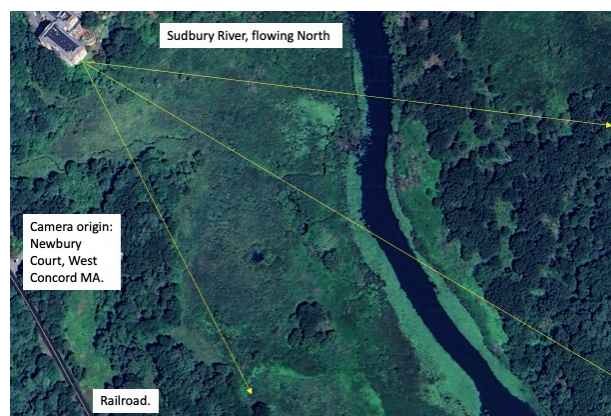 Sudbury River, flowing North
Camera origin:
Newbury
Court, West
Concord MA.
Railroad.